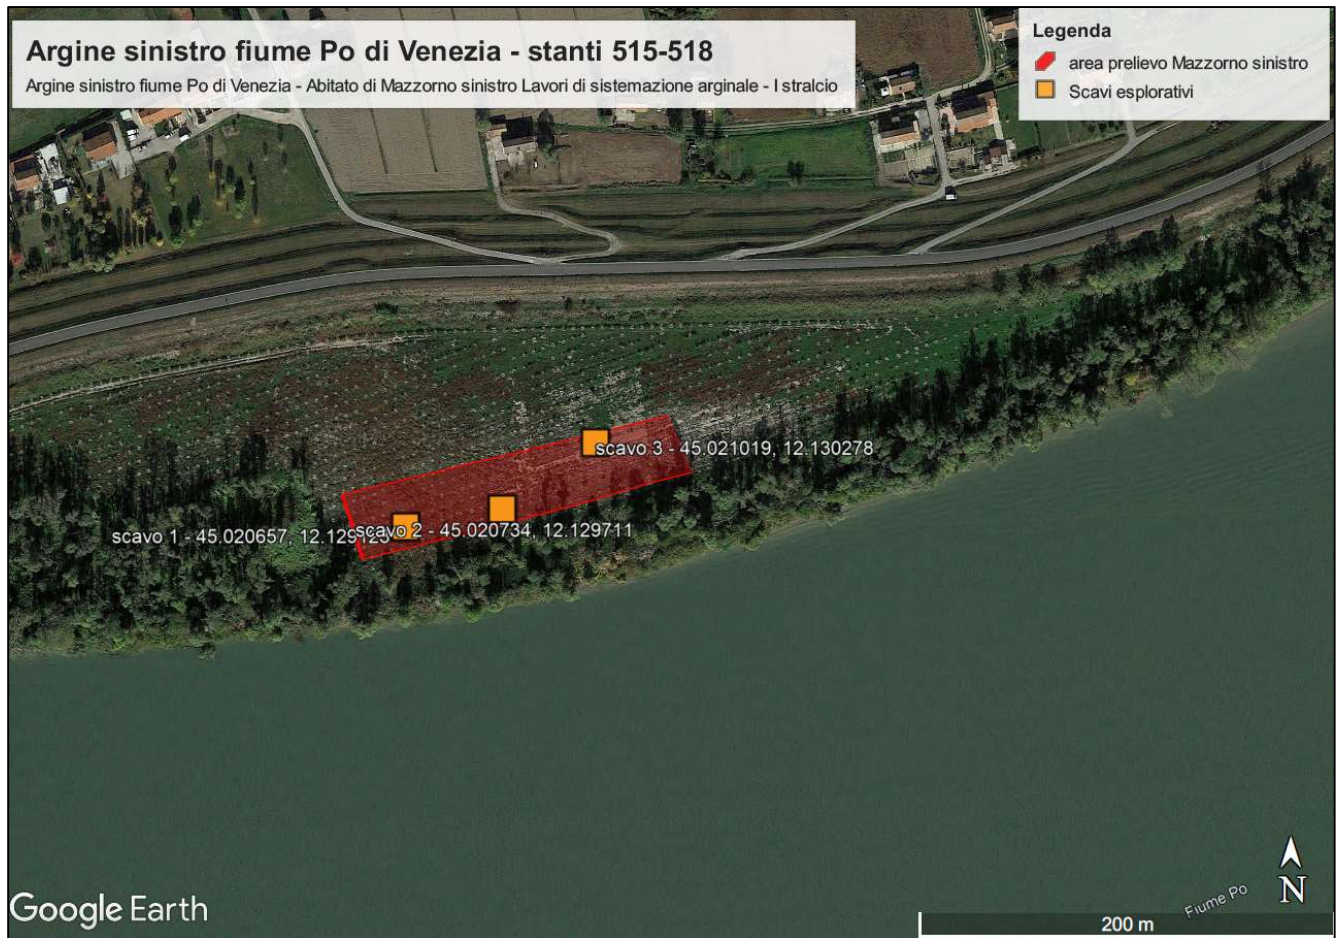 Argine sinistro fiume Po di Venezia - stanti 515-518
Argine sinistro fiume Po di Venezia - Abitato di Mazzorno sinistro Lavori di sistemazione arginale - I stralcio
Legenda
area prelievo Mazzorno sinistro
Scavi esplorativi
scavo 3 - 45.021019, 12.130278
scavo 1 - 45.020657,
scavo 2 - 45.020734, 12.129711
Google Earth
Fiume Po
N
200 m